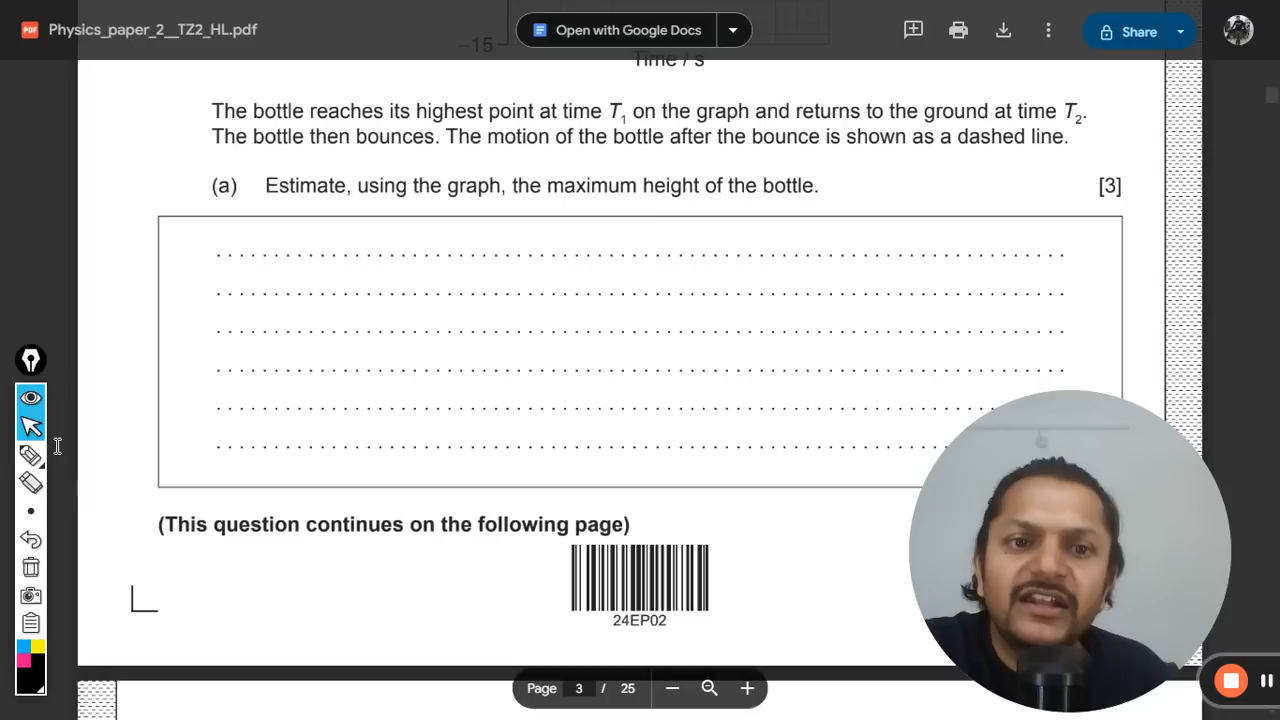 PDF
Physics_paper_2__TZ2_HL.pdf
Open with Google Docs
Share
–15
Time / s
The bottle reaches its highest point at time T1 on the graph and returns to the ground at time T2.
The bottle then bounces. The motion of the bottle after the bounce is shown as a dashed line.
(a) Estimate, using the graph, the maximum height of the bottle. [3]
(This question continues on the following page)
24EP02
Page 3 / 25